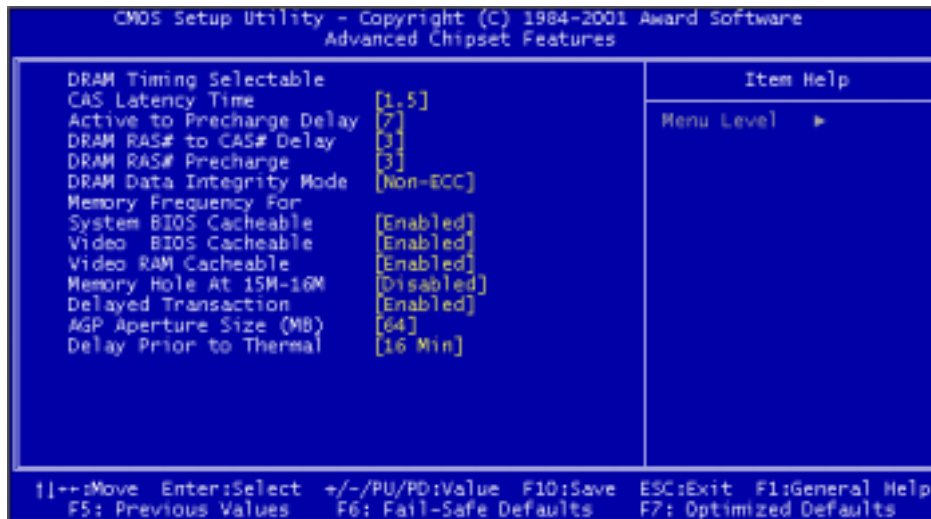 CMOS Setup Utility - Copyright (C) 1984-2001 Award Software
Advanced Chipset Features
DRAM Timing Selectable
CAS Latency Time [1.5]
Active to Precharge Delay [7]
DRAM RAS# to CAS# Delay [3]
DRAM RAS# Precharge [3]
DRAM Data Integrity Mode [Non-ECC]
Memory Frequency For
System BIOS Cacheable [Enabled]
Video BIOS Cacheable [Enabled]
Video RAM Cacheable [Enabled]
Memory Hole At 15M-16M [Disabled]
Delayed Transaction [Enabled]
AGP Aperture Size (MB) [64]
Delay Prior to Thermal [16 Min]
Item Help
Menu Level ►
↑↓←→:Move Enter:Select +/-/PU/PD:Value F10:Save ESC:Exit F1:General Help
F5: Previous Values F6: Fail-Safe Defaults F7: Optimized Defaults